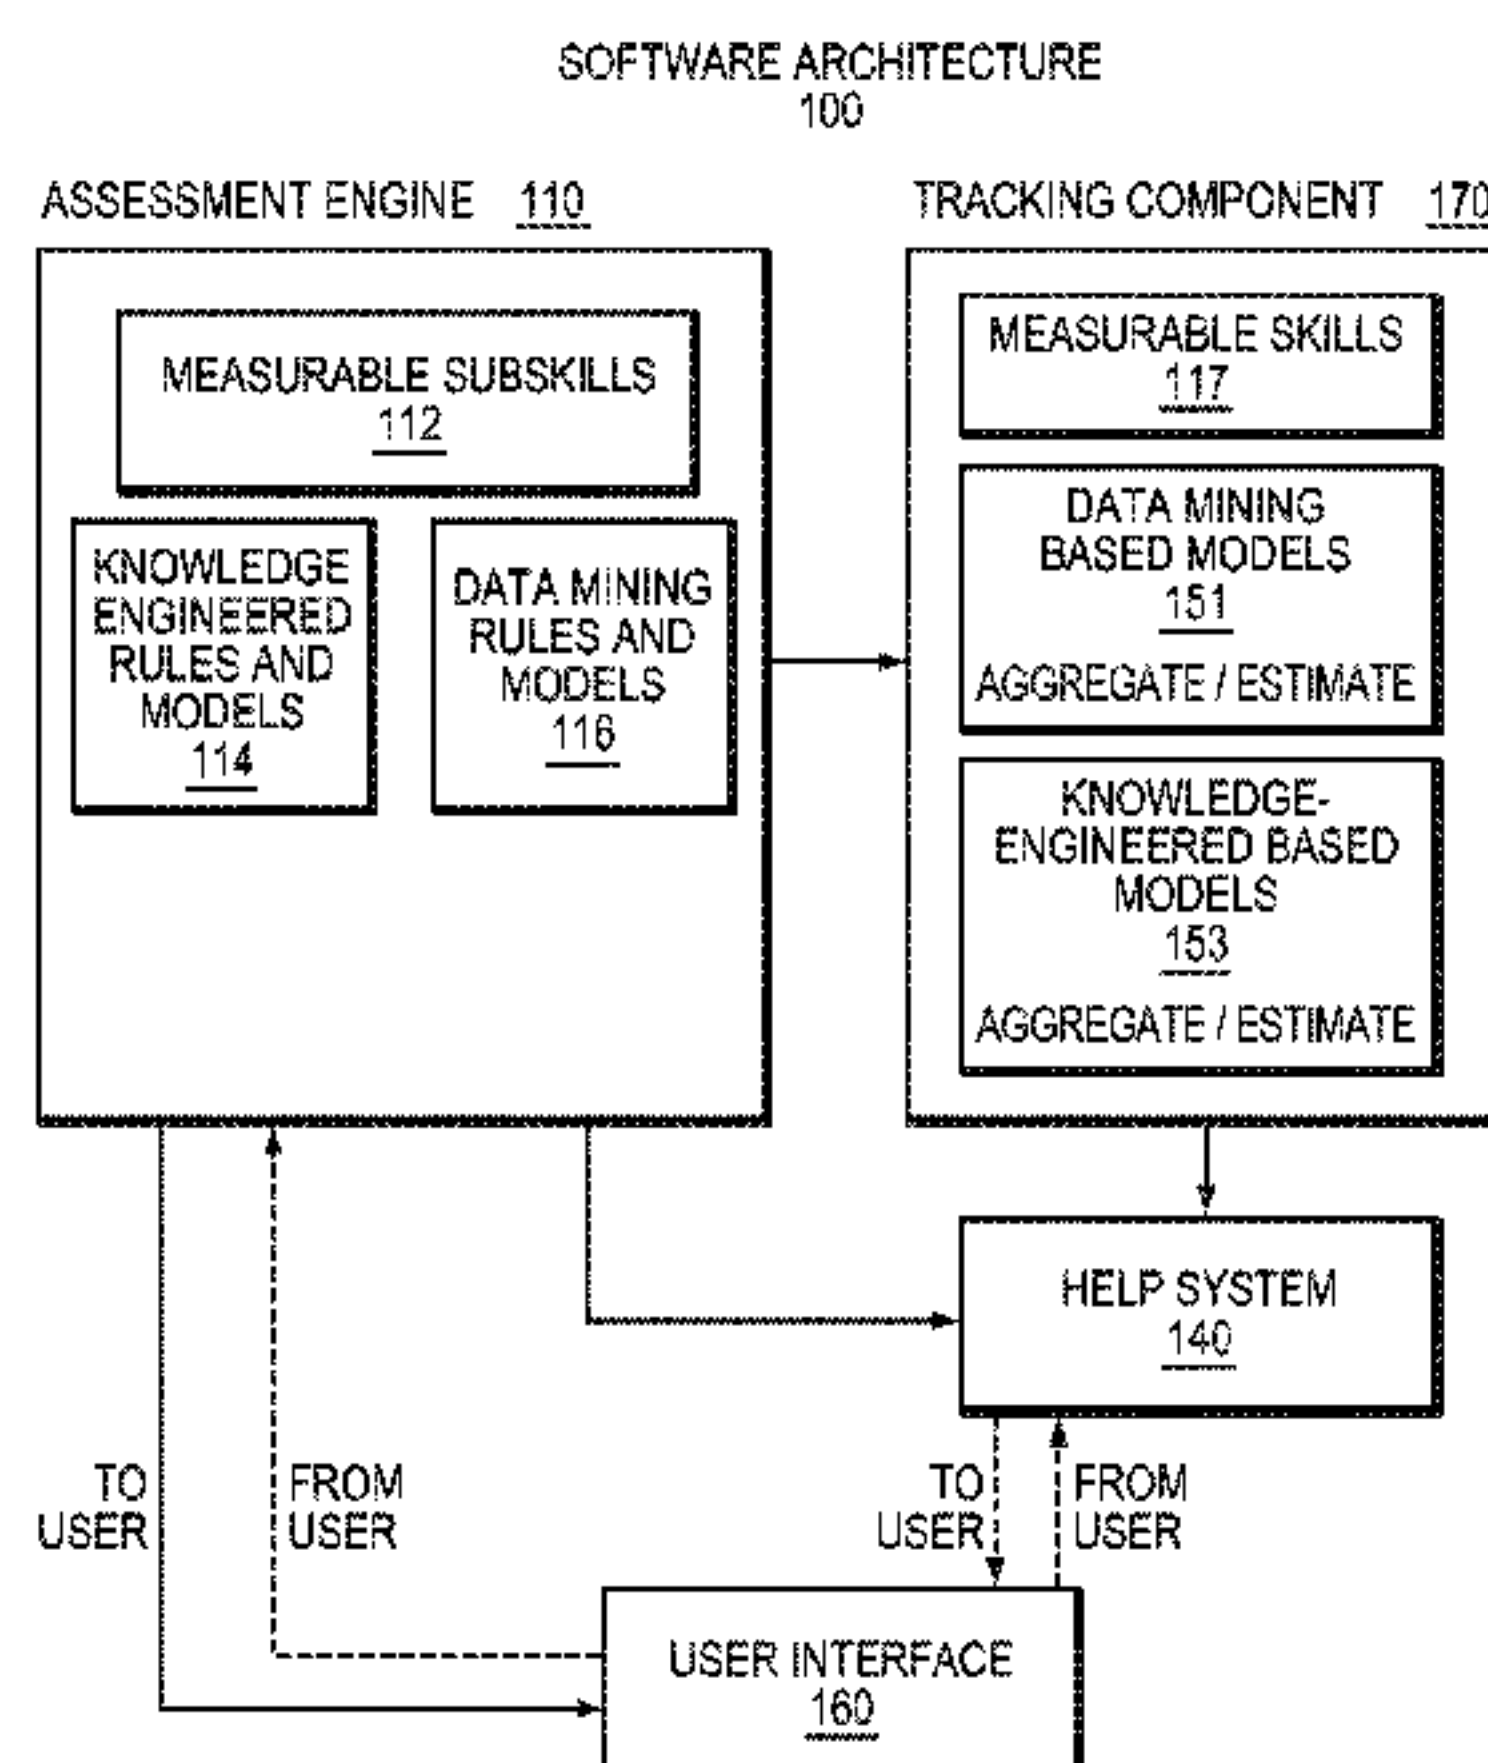 SOFTWARE ARCHITECTURE
100
ASSESSMENT ENGINE 110
MEASURABLE SUBSKILLS
112
KNOWLEDGE
ENGINEERED
RULES AND
MODELS
114
DATA MINING
RULES AND
MODELS
116
TRACKING COMPONENT 170
MEASURABLE SKILLS
117
DATA MINING
BASED MODELS
151
AGGREGATE / ESTIMATE
KNOWLEDGE-
ENGINEERED BASED
MODELS
153
AGGREGATE / ESTIMATE
HELP SYSTEM
140
TO
USER
FROM
USER
TO
USER
FROM
USER
USER INTERFACE
160